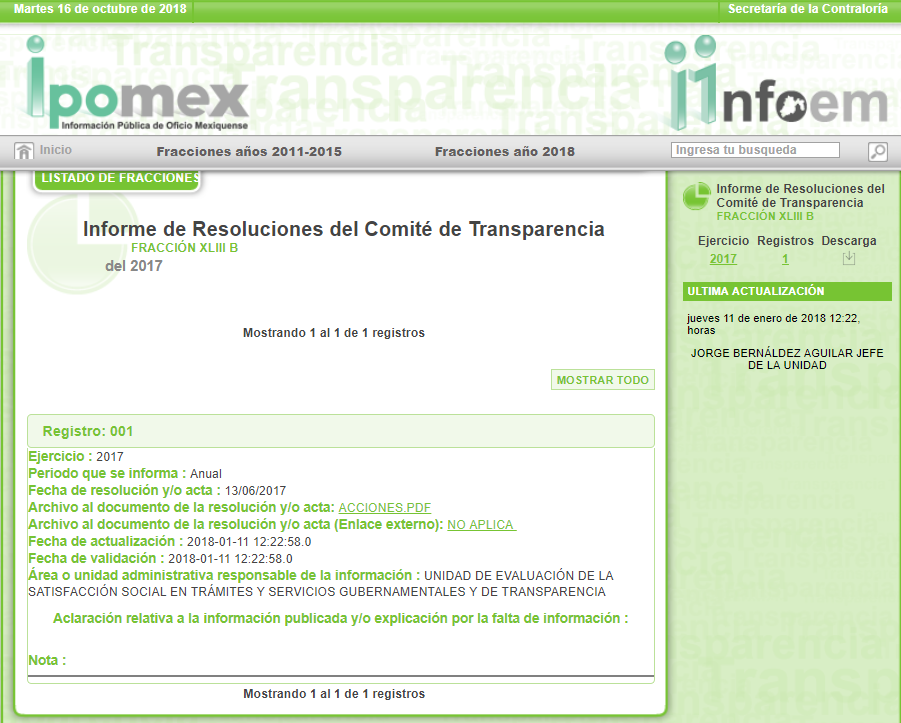 Martes 16 de octubre de 2018
Secretaría de la Contraloría
Ipomex
Información Pública de Oficio Mexiquense
Infoem
Inicio
Fracciones años 2011-2015
Fracciones año 2018
Ingresa tu busqueda
LISTADO DE FRACCIONES
Informe de Resoluciones del Comité de Transparencia
FRACCIÓN XLIII B
del 2017
Mostrando 1 al 1 de 1 registros
MOSTRAR TODO
Registro: 001
Ejercicio : 2017
Periodo que se informa : Anual
Fecha de resolución y/o acta : 13/06/2017
Archivo al documento de la resolución y/o acta: ACCIONES.PDF
Archivo al documento de la resolución y/o acta (Enlace externo): NO APLICA
Fecha de actualización : 2018-01-11 12:22:58.0
Fecha de validación : 2018-01-11 12:22:58.0
Área o unidad administrativa responsable de la información : UNIDAD DE EVALUACIÓN DE LA
SATISFACCIÓN SOCIAL EN TRÁMITES Y SERVICIOS GUBERNAMENTALES Y DE TRANSPARENCIA
Aclaración relativa a la información publicada y/o explicación por la falta de información :
Nota :
Mostrando 1 al 1 de 1 registros
Informe de Resoluciones del
Comité de Transparencia
FRACCIÓN XLIII B
Ejercicio Registros Descarga
2017 1
ULTIMA ACTUALIZACIÓN
jueves 11 de enero de 2018 12:22,
horas
JORGE BERNÁLDEZ AGUILAR JEFE
DE LA UNIDAD